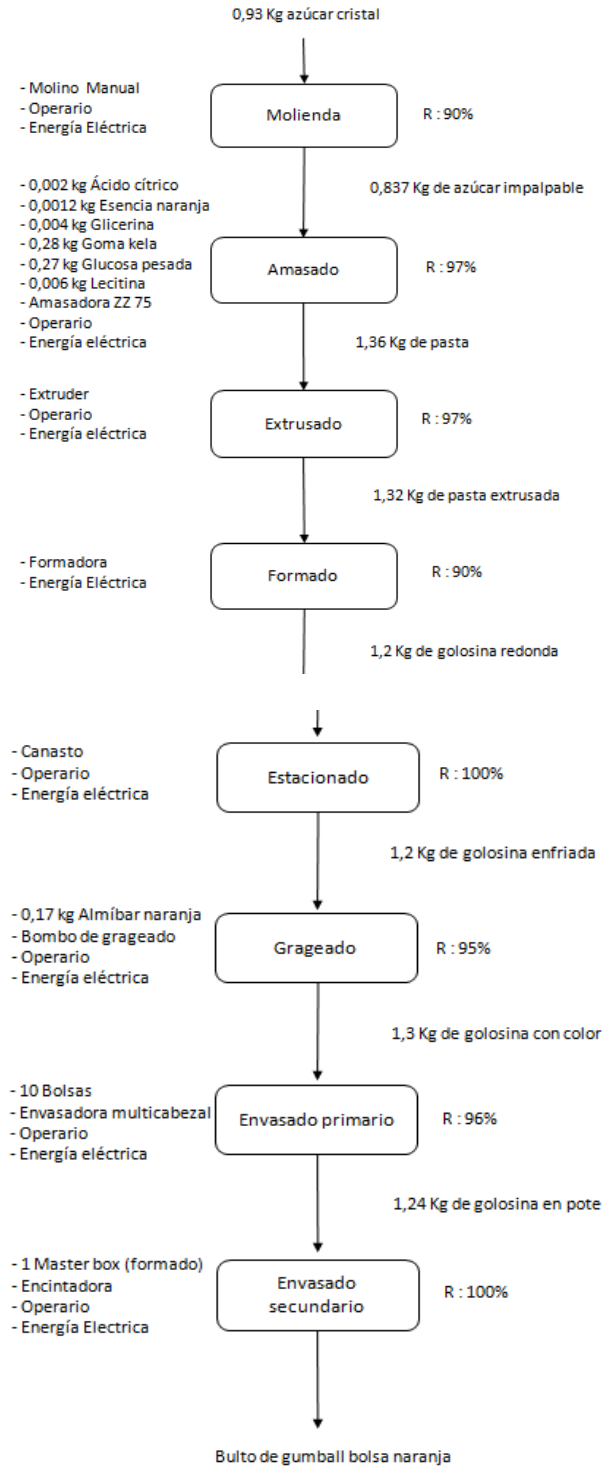 0,93 Kg azúcar cristal
- Molino Manual
- Operario
- Energía Eléctrica
Molienda
R : 90%
0,837 Kg de azúcar impalpable
- 0,002 kg Ácido cítrico
- 0,0012 kg Esencia naranja
- 0,004 kg Glicerina
- 0,28 kg Goma kela
- 0,27 kg Glucosa pesada
- 0,006 kg Lecitina
- Amasadora ZZ 75
- Operario
- Energía eléctrica
Amasado
R : 97%
1,36 Kg de pasta
- Extruder
- Operario
- Energía eléctrica
Extrusado
R : 97%
1,32 Kg de pasta extrusada
- Formadora
- Energía Eléctrica
Formado
R : 90%
1,2 Kg de golosina redonda
- Canasto
- Operario
- Energía eléctrica
Estacionado
R : 100%
1,2 Kg de golosina enfriada
- 0,17 kg Almíbar naranja
- Bombo de grageado
- Operario
- Energía eléctrica
Grageado
R : 95%
1,3 Kg de golosina con color
- 10 Bolsas
- Envasadora multicabezal
- Operario
- Energía eléctrica
Envasado primario
R : 96%
1,24 Kg de golosina en pote
- 1 Master box (formado)
- Encintadora
- Operario
- Energía Electrica
Envasado
secundario
R : 100%
Bulto de gumball bolsa naranja